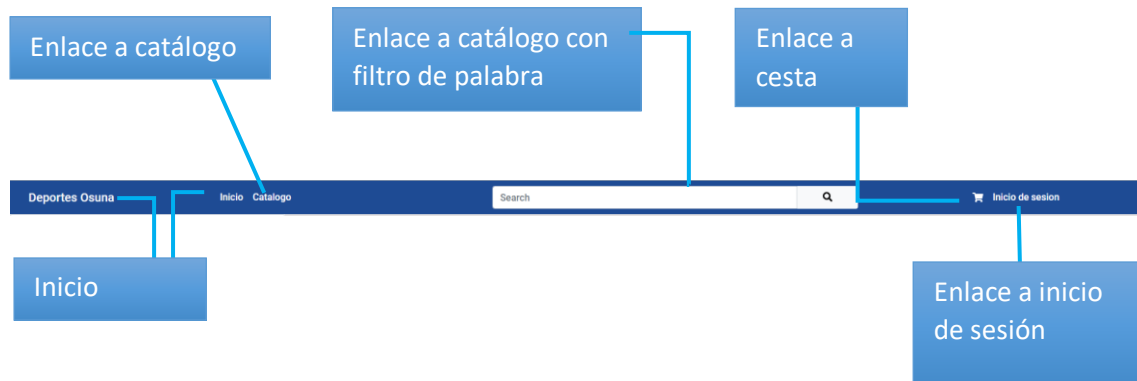 Enlace a catálogo
Enlace a catálogo con
filtro de palabra
Enlace a
cesta
Deportes Osuna
Inicio
Catalogo
Search
Inicio de sesion
Inicio
Enlace a inicio
de sesión